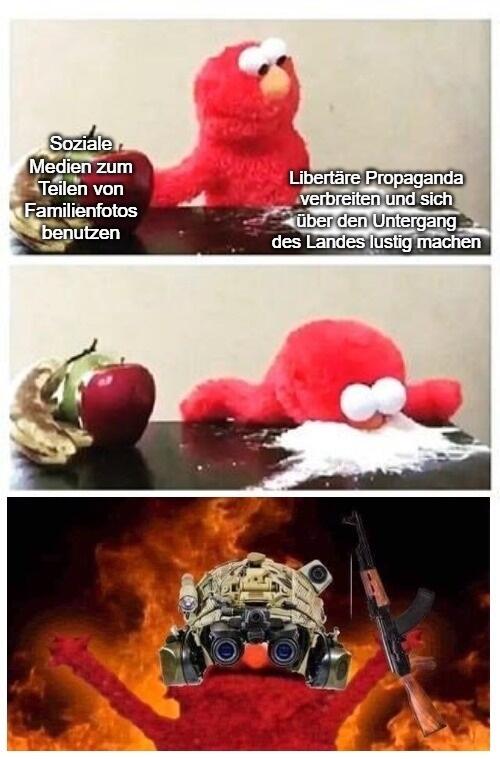 Soziale
Medien zum
Teilen von
Familienfotos
benutzen
Libertäre Propaganda
verbreiten und sich
über den Untergang
des Landes lustig machen